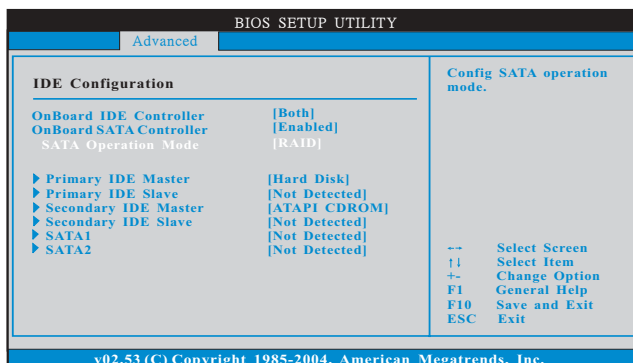 BIOS SETUP UTILITY
Advanced
IDE Configuration
OnBoard IDE Controller [Both]
OnBoard SATA Controller [Enabled]
SATA Operation Mode [RAID]
Primary IDE Master [Hard Disk]
Primary IDE Slave [Not Detected]
Secondary IDE Master [ATAPI CDROM]
Secondary IDE Slave [Not Detected]
SATA1 [Not Detected]
SATA2 [Not Detected]
Config SATA operation
mode.
←→ Select Screen
↑↓ Select Item
+- Change Option
F1 General Help
F10 Save and Exit
ESC Exit
v02.53 (C) Copyright 1985-2004, American Megatrends, Inc.